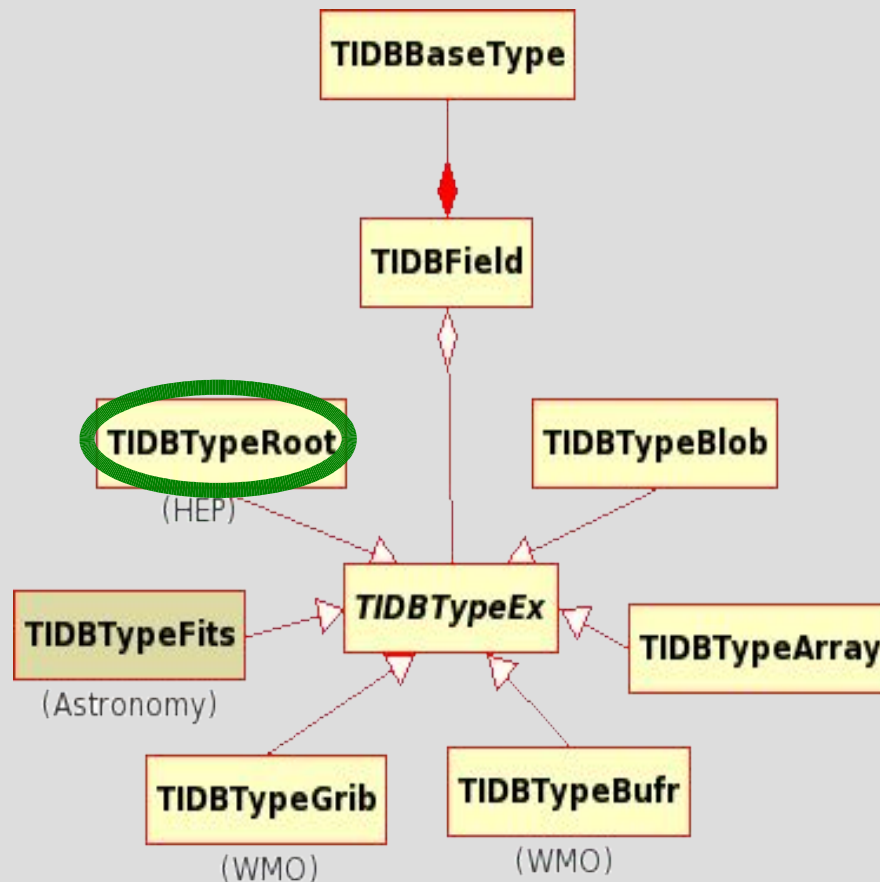 TIDBBaseType
TIDBField
TIDBTypeRoot
(HEP)
TIDBTypeBlob
TIDBTypeEx
TIDBTypeFits
(Astronomy)
TIDBTypeArray
TIDBTypeGrib
(WMO)
TIDBTypeBufr
(WMO)